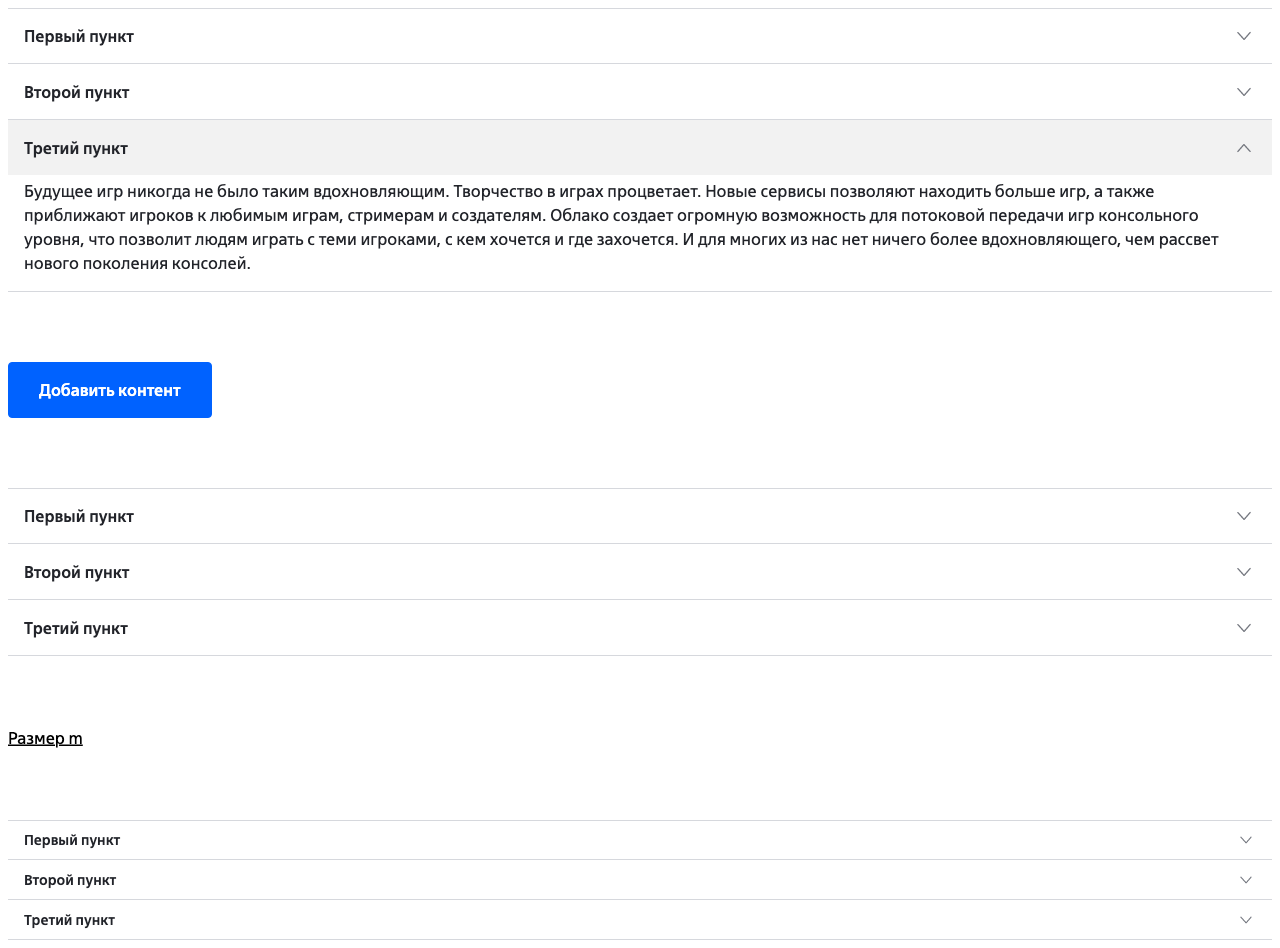 Первый пункт
Второй пункт
Третий пункт
Будущее игр никогда не было таким вдохновляющим. Творчество в играх процветает. Новые сервисы позволяют находить больше игр, а также
приближают игроков к любимым играм, стримерам и создателям. Облако создает огромную возможность для потоковой передачи игр консольного
уровня, что позволит людям играть с теми игроками, с кем хочется и где захочется. И для многих из нас нет ничего более вдохновляющего, чем рассвет
нового поколения консолей.
Добавить контент
Первый пункт
Второй пункт
Третий пункт
Размер m
Первый пункт
Второй пункт
Третий пункт